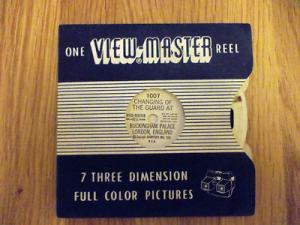 ONE VIEW-MASTER REEL
1007
CHANGING OF
THE GUARD AT
BUCKINGHAM PALACE
LONDON, ENGLAND
7 THREE DIMENSION
FULL COLOR PICTURES